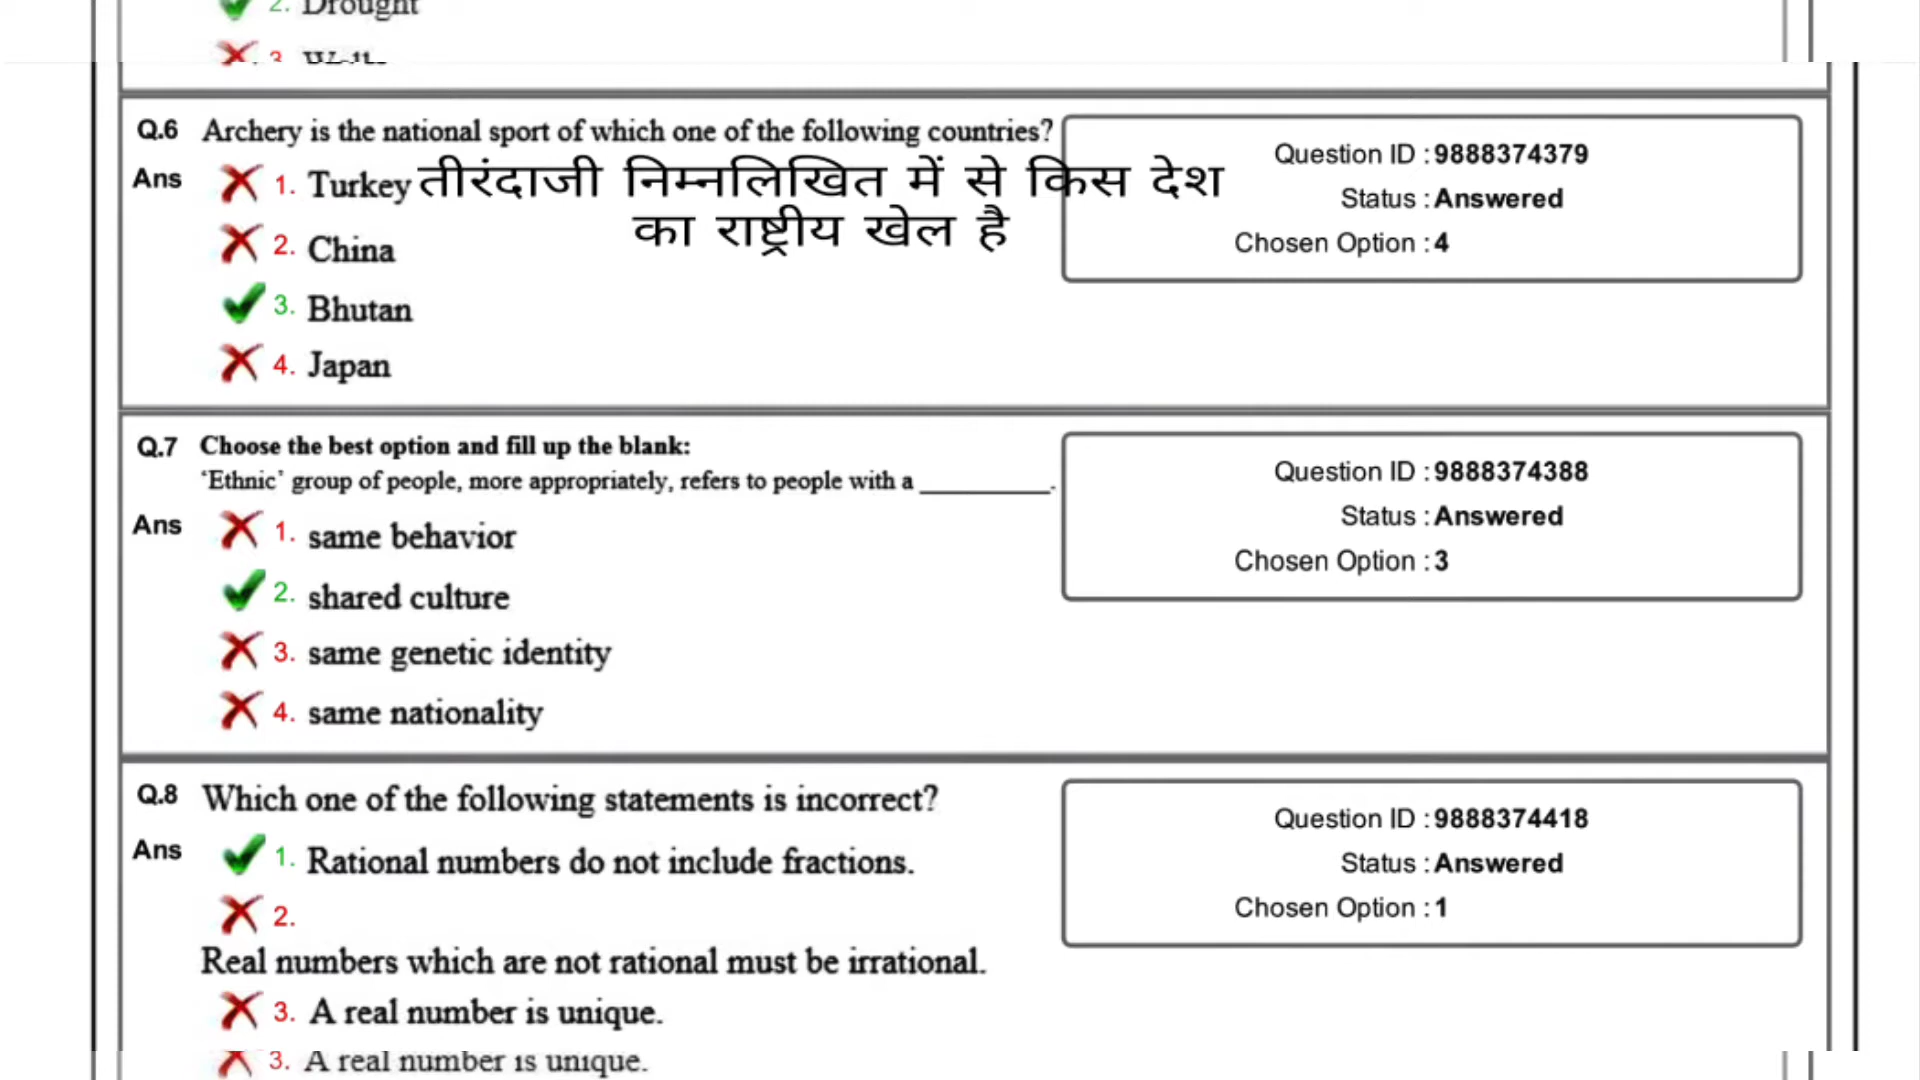 2. Drought
3.
Q.6 Archery is the national sport of which one of the following countries?
Question ID : 9888374379
Ans 1. Turkey तीरंदाजी निम्नलिखित में से किस देश
Status : Answered
2. China का राष्ट्रीय खेल है
Chosen Option : 4
3. Bhutan
4. Japan
Q.7 Choose the best option and fill up the blank:
Question ID : 9888374388
‘Ethnic’ group of people, more appropriately, refers to people with a __________.
Status : Answered
Ans 1. same behavior
Chosen Option : 3
2. shared culture
3. same genetic identity
4. same nationality
Q.8 Which one of the following statements is incorrect?
Question ID : 9888374418
Ans 1. Rational numbers do not include fractions.
Status : Answered
2.
Chosen Option : 1
Real numbers which are not rational must be irrational.
3. A real number is unique.
3. A real number is unique.